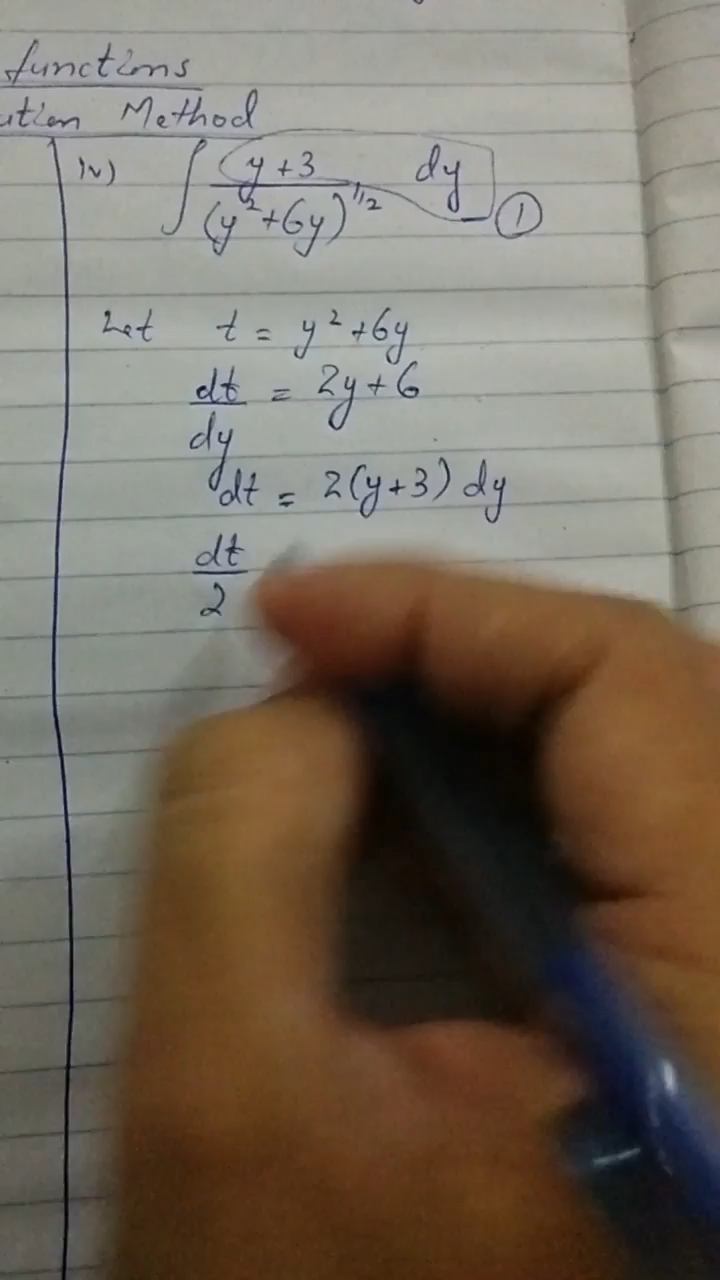 functions
ution Method
iv) ∫ (y+3)/(y²+6y)^1/2 dy ①
Let t = y²+6y
dt/dy = 2y+6
dt = 2(y+3) dy
dt/2